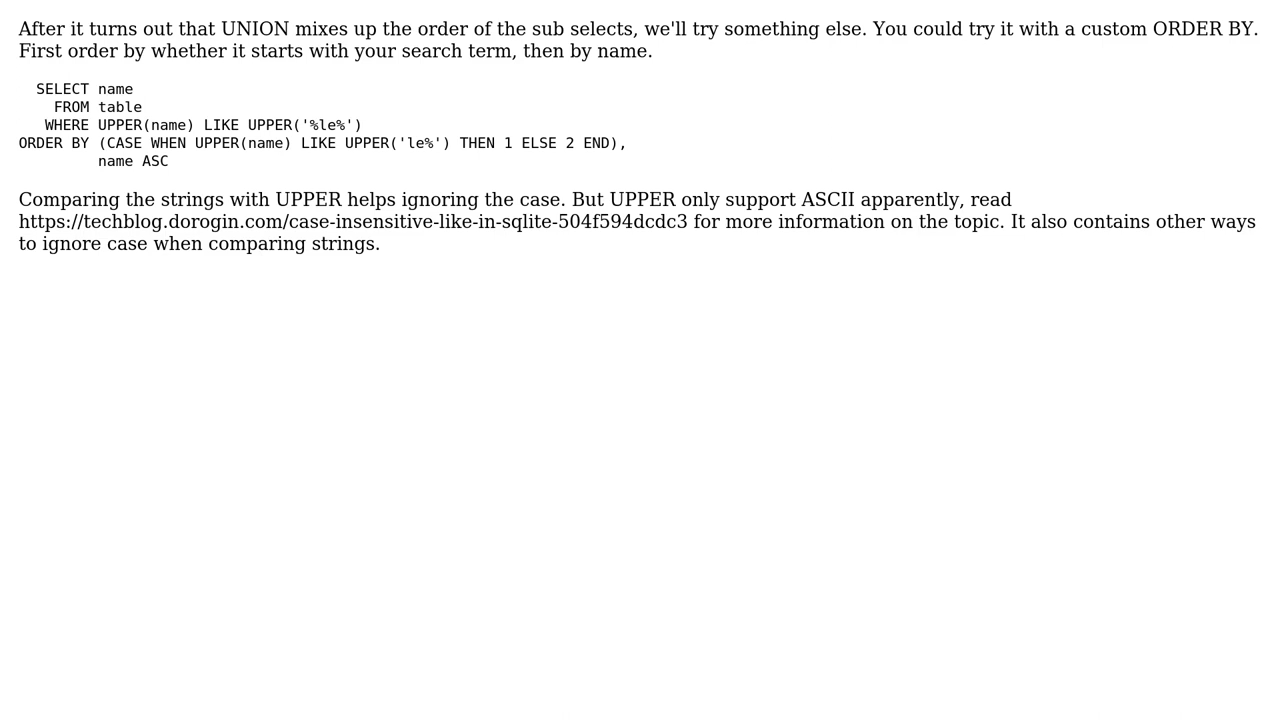 After it turns out that UNION mixes up the order of the sub selects, we'll try something else. You could try it with a custom ORDER BY.
First order by whether it starts with your search term, then by name.
  SELECT name
    FROM table
   WHERE UPPER(name) LIKE UPPER('%le%')
ORDER BY (CASE WHEN UPPER(name) LIKE UPPER('le%') THEN 1 ELSE 2 END),
         name ASC
Comparing the strings with UPPER helps ignoring the case. But UPPER only support ASCII apparently, read
https://techblog.dorogin.com/case-insensitive-like-in-sqlite-504f594dcdc3 for more information on the topic. It also contains other ways
to ignore case when comparing strings.